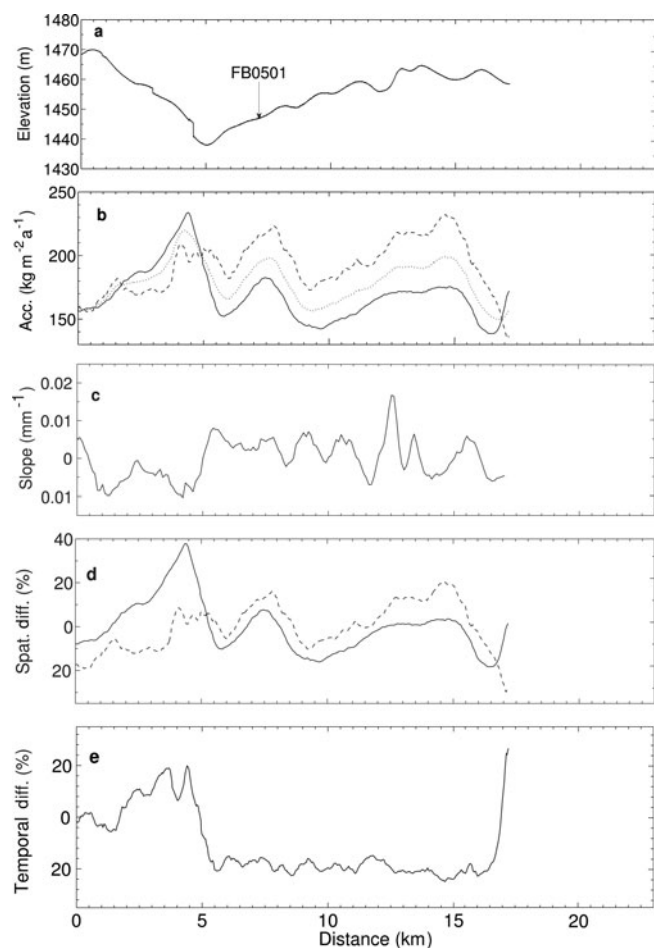 1480
a
1470
1460
FB0501
1450
1440
1430
Elevation (m)
250
b
200
150
Acc. (kg m⁻² a⁻¹)
0.02
c
0.01
0
0.01
Slope (mm⁻¹)
40
20
d
0
20
Spat. diff. (%)
e
20
0
20
Temporal diff. (%)
0 5 10 15 20
Distance (km)